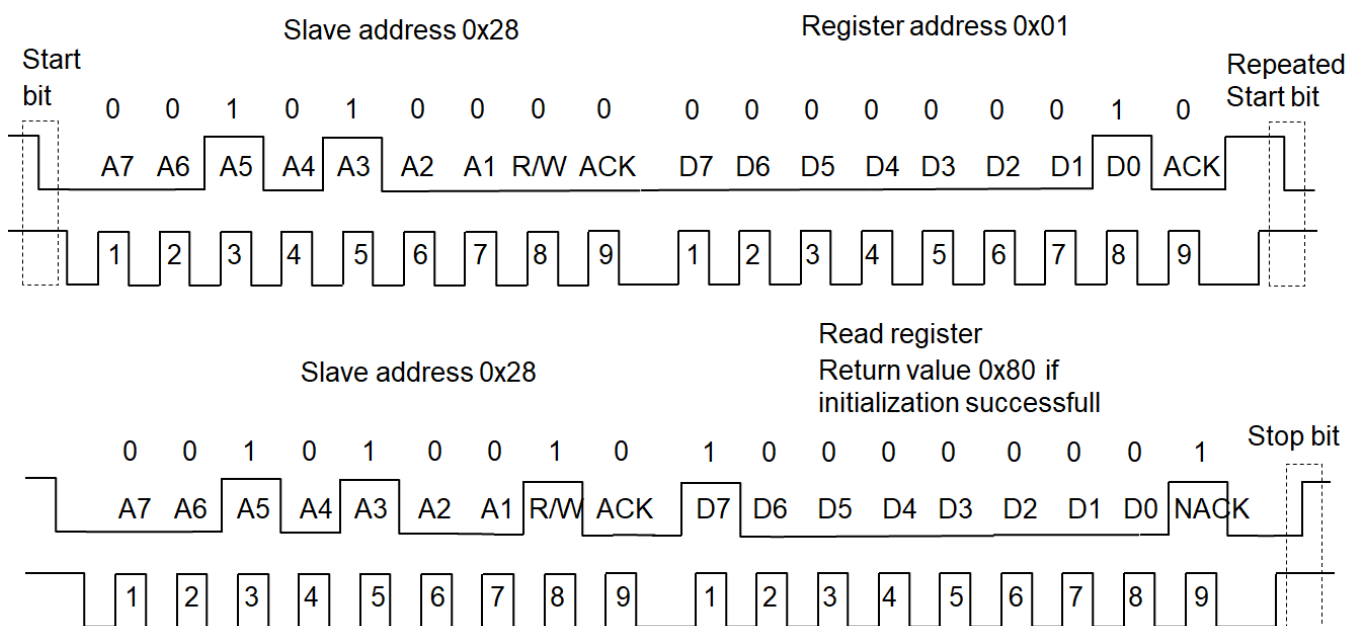 Slave address 0x28
Register address 0x01
Start
bit
Repeated
Start bit
0 0 1 0 1 0 0 0 0 0 0 0 0 0 0 0 1 0
A7 A6 A5 A4 A3 A2 A1 R/W ACK D7 D6 D5 D4 D3 D2 D1 D0 ACK
1 2 3 4 5 6 7 8 9 1 2 3 4 5 6 7 8 9
Slave address 0x28
Read register
Return value 0x80 if
initialization successfull
Stop bit
0 0 1 0 1 0 0 1 0 1 0 0 0 0 0 0 0 1
A7 A6 A5 A4 A3 A2 A1 R/W ACK D7 D6 D5 D4 D3 D2 D1 D0 NACK
1 2 3 4 5 6 7 8 9 1 2 3 4 5 6 7 8 9